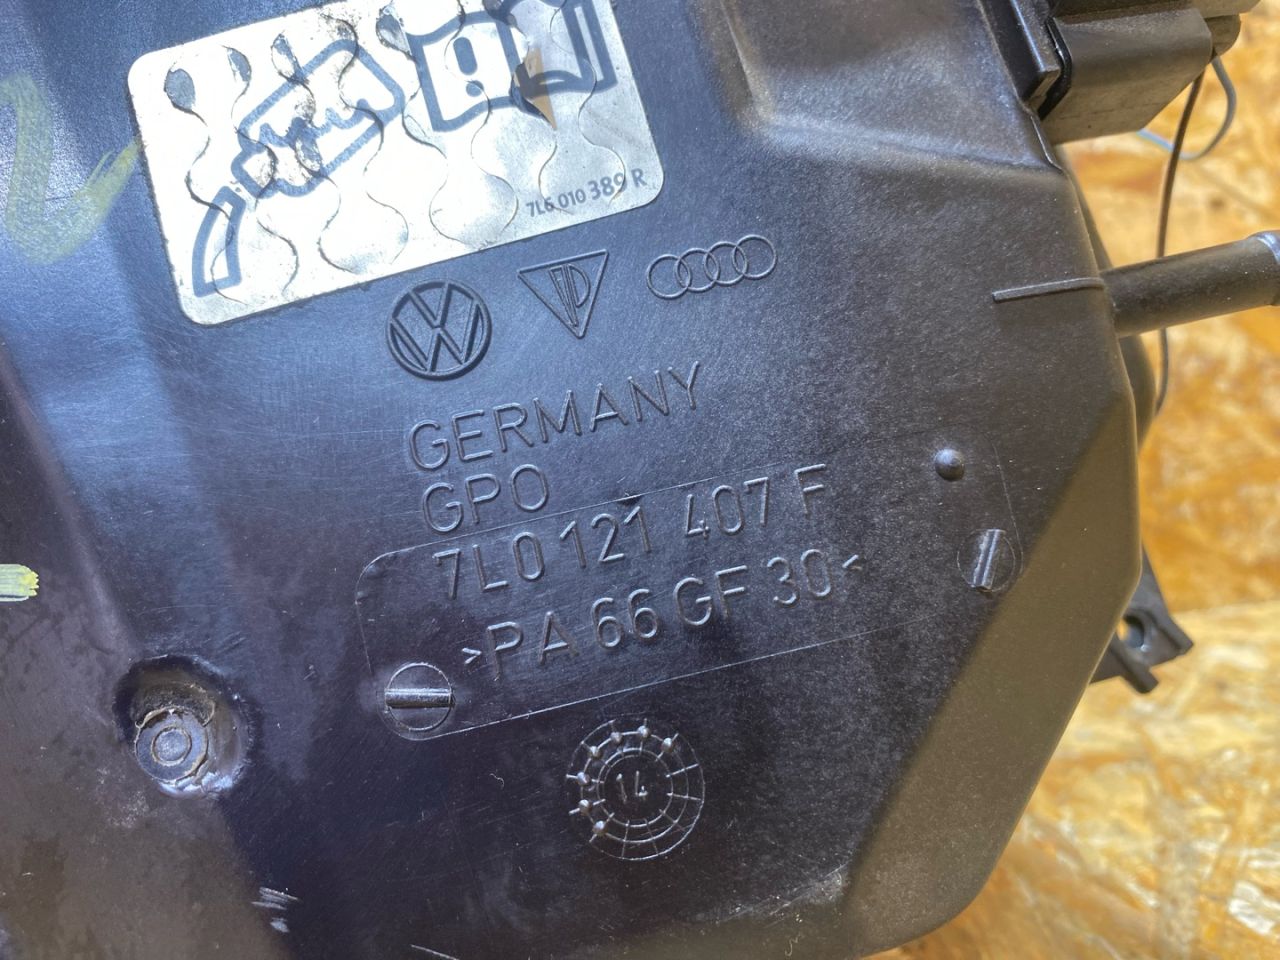 7L6 010 389 R
GERMANY
GPO
7L0 121 407 F
>PA 66 GF 30<
14